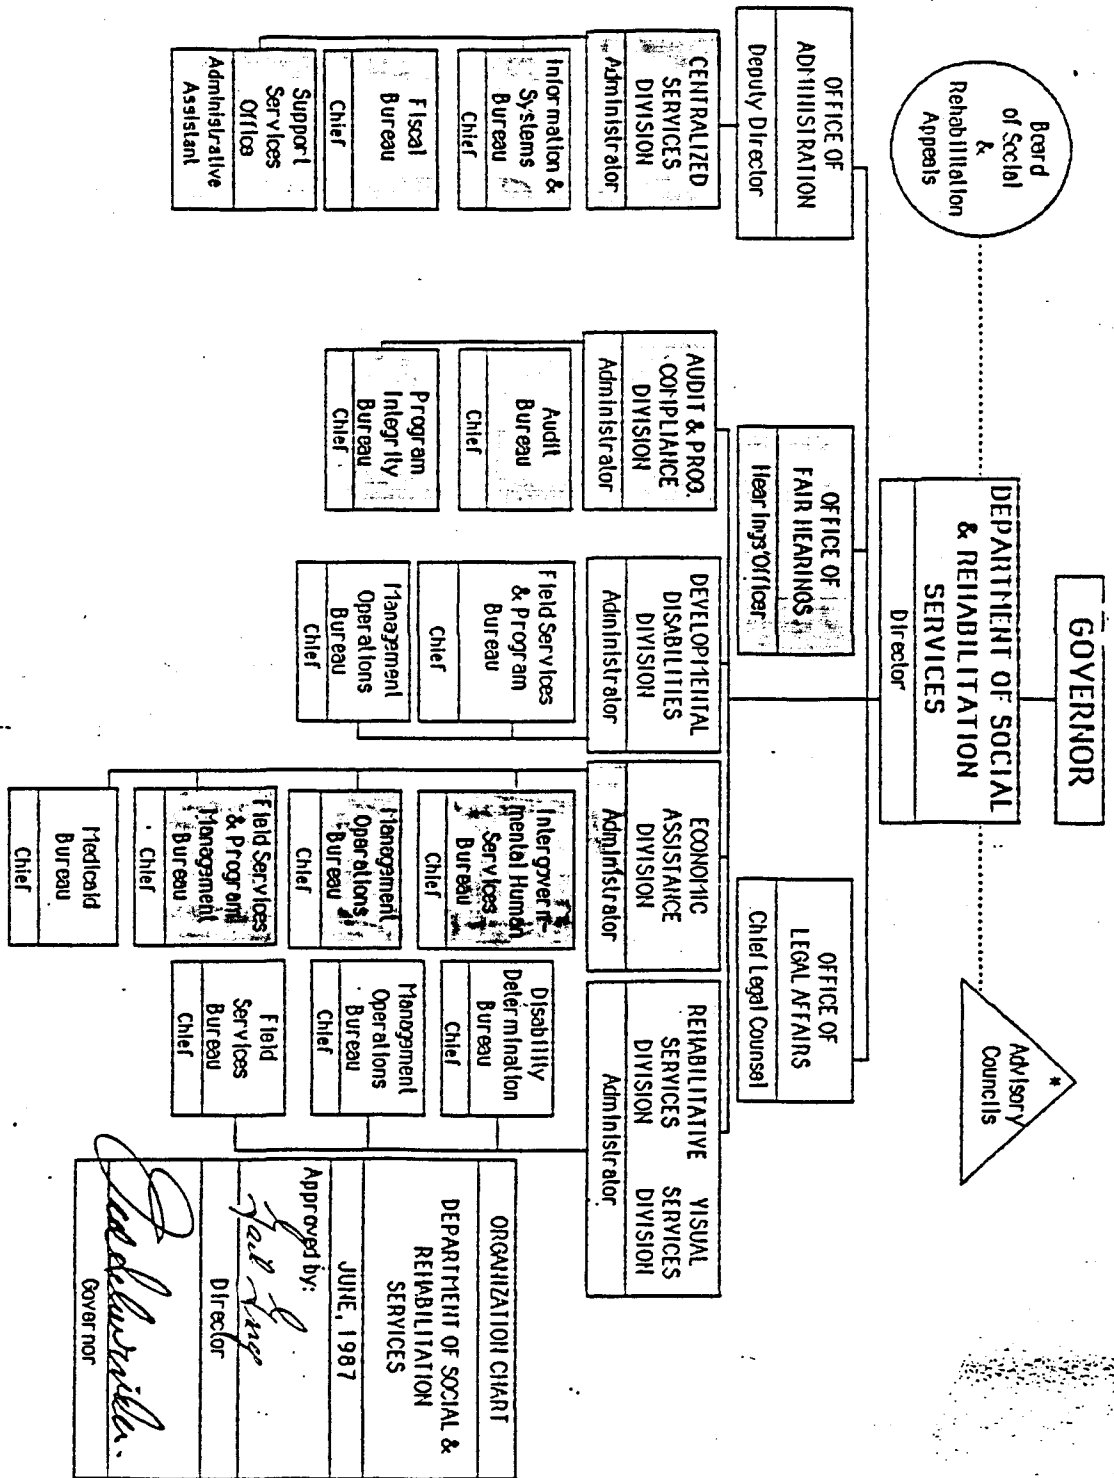 GOVERNOR
DEPARTMENT OF SOCIAL
& REHABILITATION
SERVICES
Director
Board
of Social
&
Rehabilitation
Appeals
*
Advisory
Councils
OFFICE OF
ADMINISTRATION
Deputy Director
OFFICE OF
FAIR HEARINGS
Hearings Officer
OFFICE OF
LEGAL AFFAIRS
Chief Legal Counsel
CENTRALIZED
SERVICES
DIVISION
Administrator
Information &
Systems
Bureau
Chief
Fiscal
Bureau
Chief
Support
Services
Office
Administrative
Assistant
AUDIT & PROG.
COMPLIANCE
DIVISION
Administrator
Audit
Bureau
Chief
Program
Integrity
Bureau
Chief
DEVELOPMENTAL
DISABILITIES
DIVISION
Administrator
Field Services
& Program
Bureau
Chief
Management
Operations
Bureau
Chief
ECONOMIC
ASSISTANCE
DIVISION
Administrator
Intergovern-
mental Human
Services
Bureau
Chief
Management
Operations
Bureau
Chief
Field Services
& Program
Management
Bureau
Chief
Medicaid
Bureau
Chief
REHABILITATIVE
SERVICES
DIVISION
VISUAL
SERVICES
DIVISION
Administrator
Disability
Determination
Bureau
Chief
Management
Operations
Bureau
Chief
Field
Services
Bureau
Chief
ORGANIZATION CHART
DEPARTMENT OF SOCIAL &
REHABILITATION
SERVICES
JUNE, 1987
Approved by:
Director
Governor